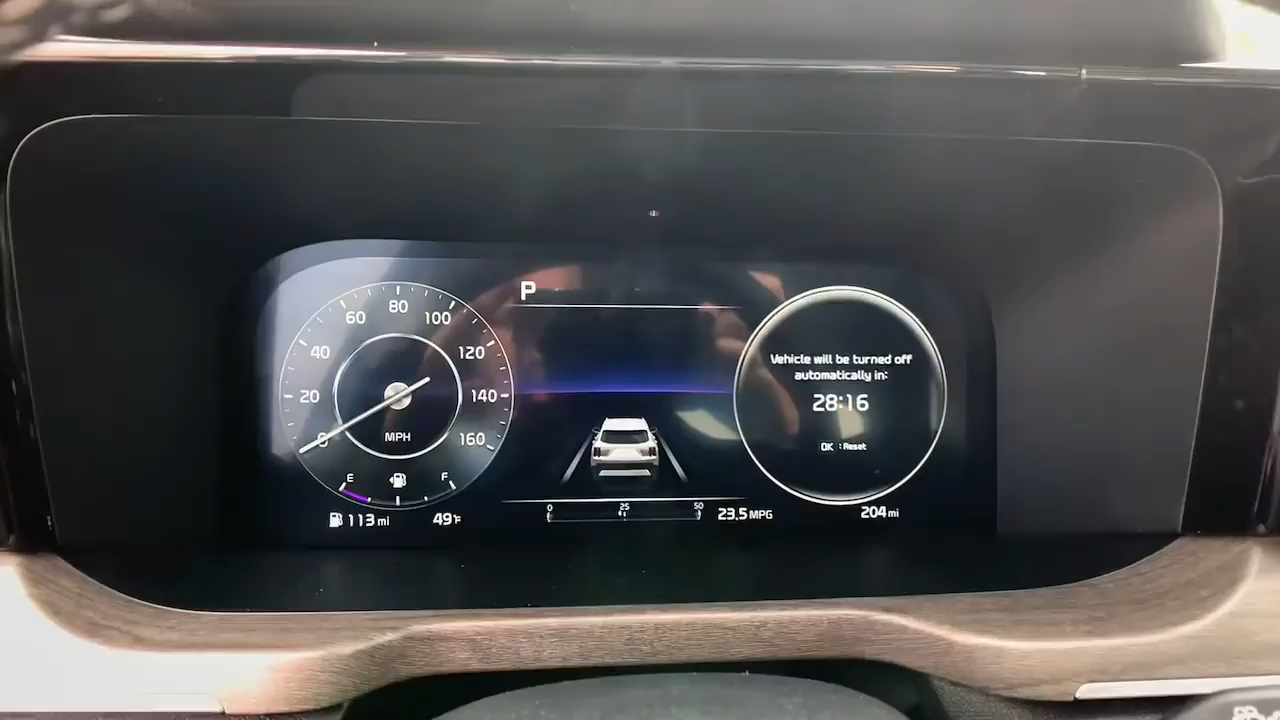 P
0
20
40
60
80
100
120
140
160
MPH
E
F
113 mi
49°F
0
25
50
23.5 MPG
Vehicle will be turned off
automatically in:
28:16
OK : Reset
204 mi